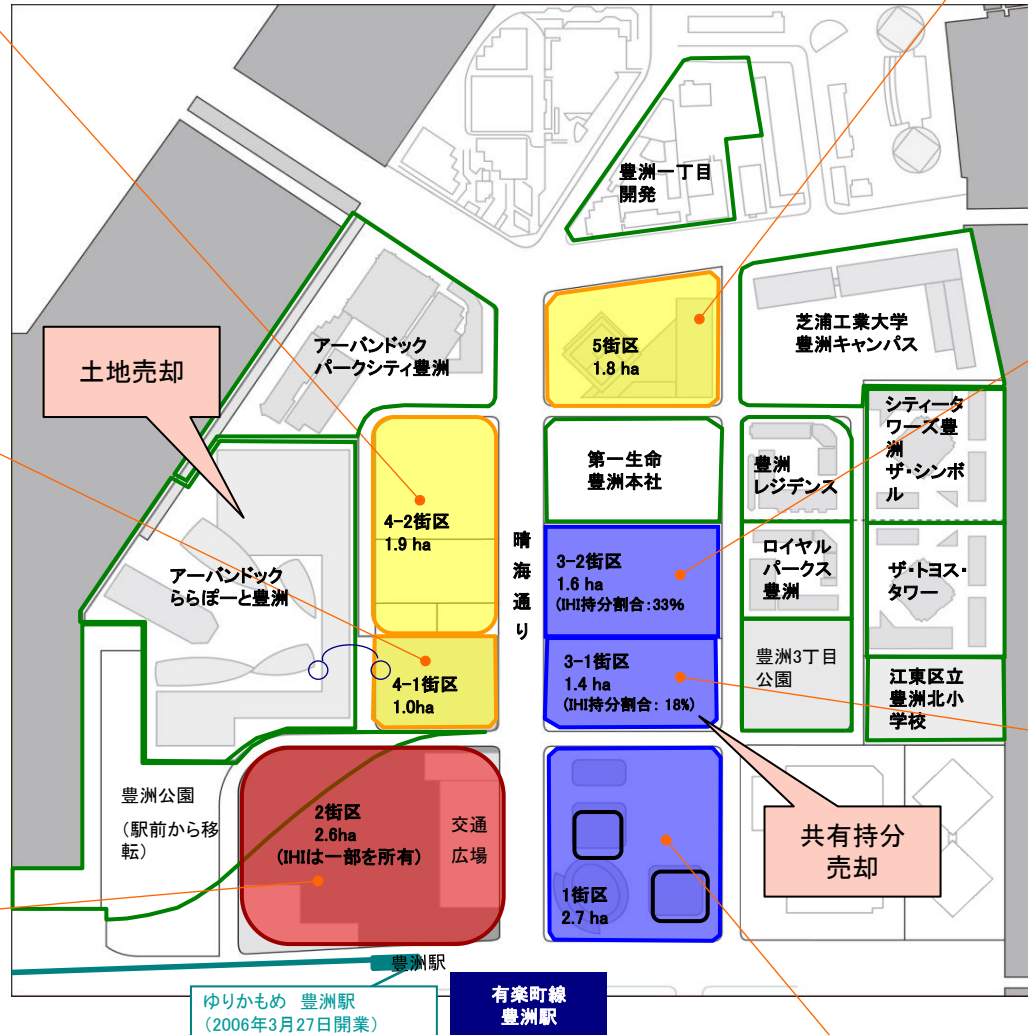 豊洲一丁目
開発
芝浦工業大学
豊洲キャンパス
アーバンドック
パークシティ豊洲
土地売却
5街区
1.8 ha
シティータ
ワーズ豊
洲
ザ・シンボ
ル
第一生命
豊洲本社
豊洲
レジデンス
4-2街区
1.9 ha
晴海通り
3-2街区
1.6 ha
(IHI持分割合:33%
ロイヤル
パークス
豊洲
ザ・トヨス・
タワー
アーバンドック
ららぽーと豊洲
4-1街区
1.0ha
3-1街区
1.4 ha
(IHI持分割合: 18%)
豊洲3丁目
公園
江東区立
豊洲北小
学校
豊洲公園
(駅前から移
転)
2街区
2.6ha
(IHIは一部を所有)
交通
広場
共有持分
売却
1街区
2.7 ha
豊洲駅
ゆりかもめ 豊洲駅
(2006年3月27日開業)
有楽町線
豊洲駅